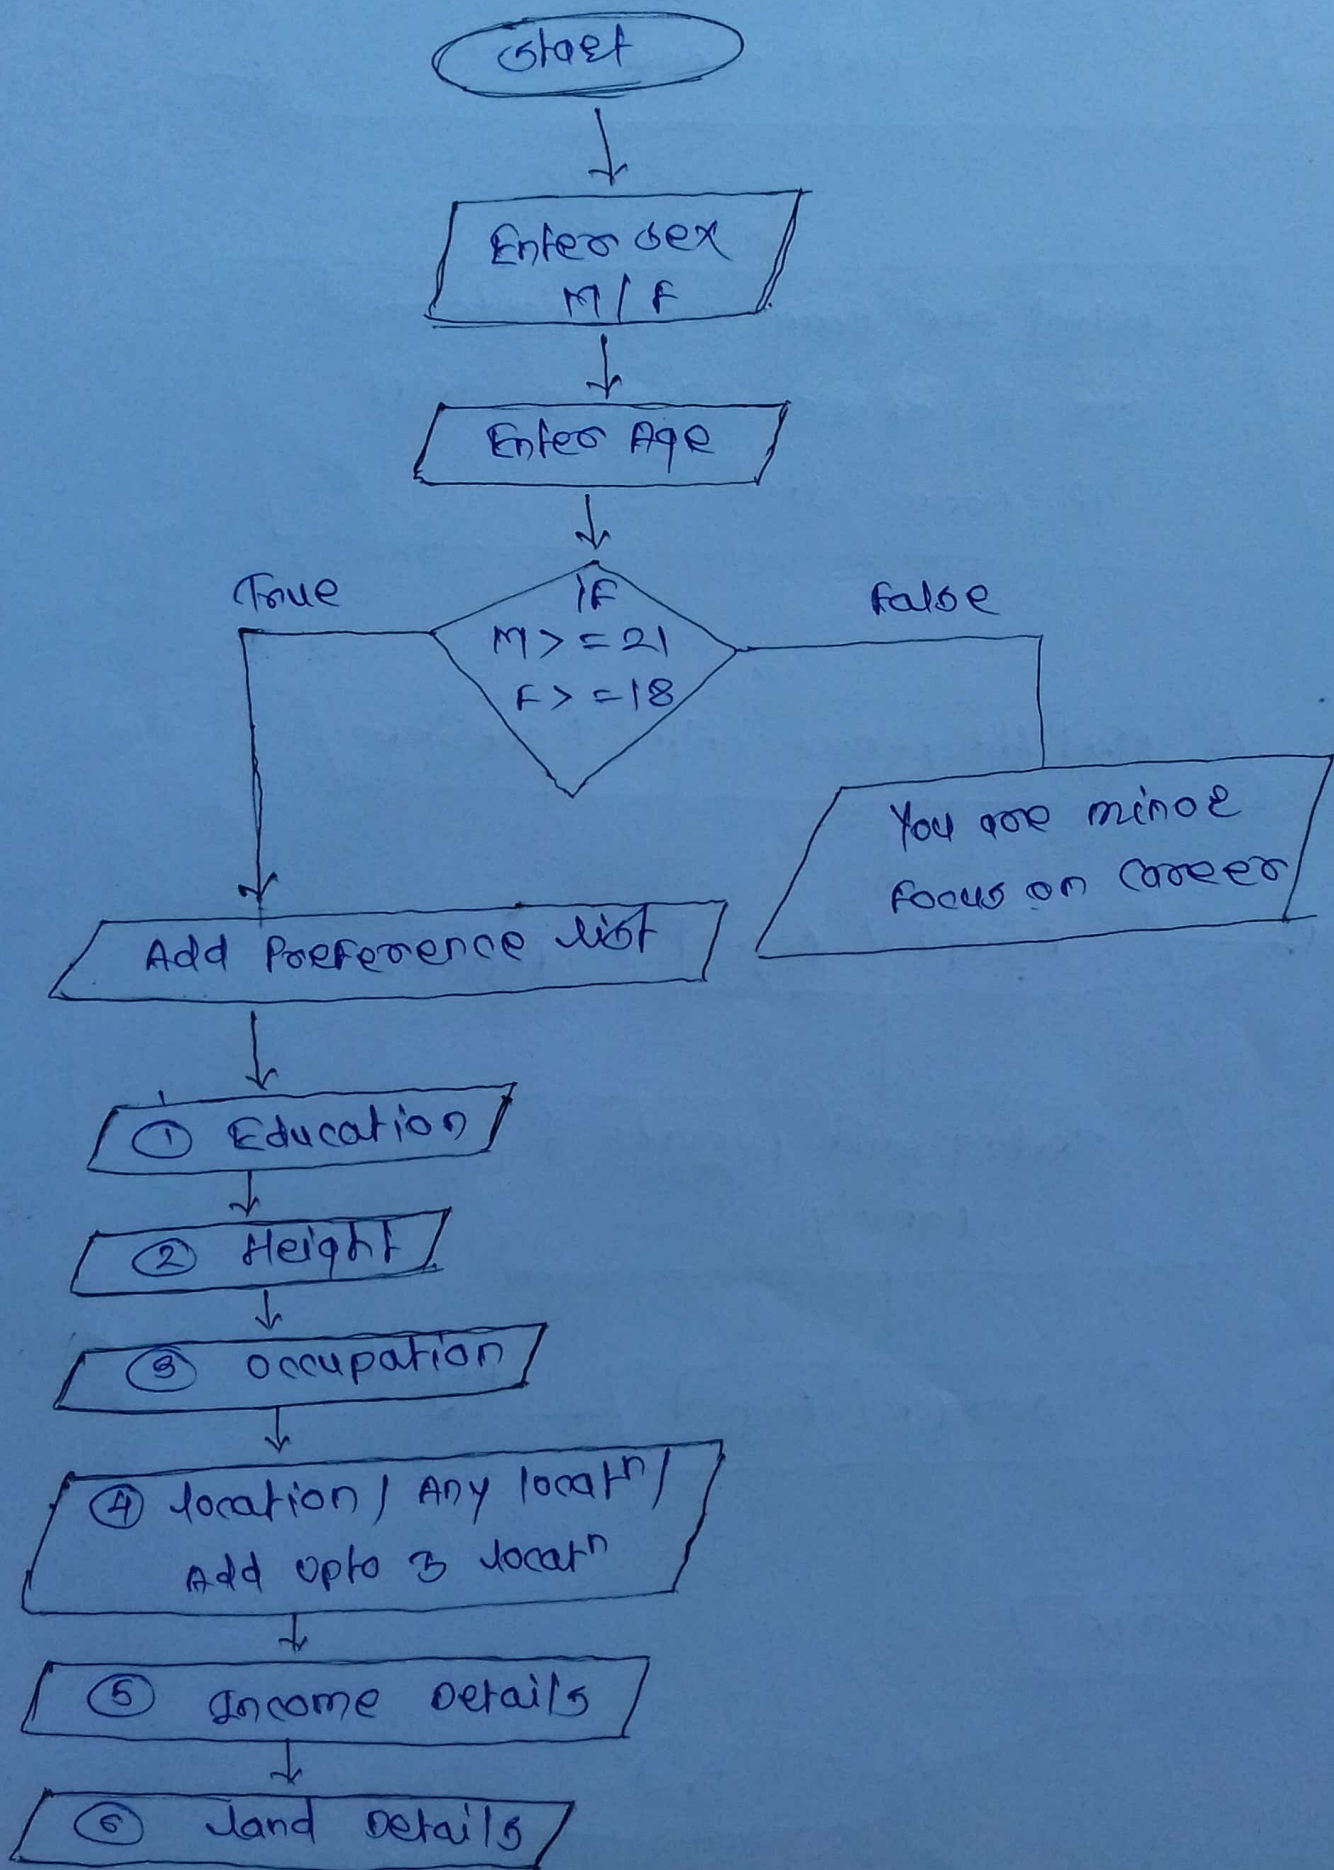 Start
Enter sex
M/F
Enter Age
True
IF
M>=21
F>=18
False
You are minor
Focus on Career
Add Preference list
① Education
② Height
③ Occupation
④ location / Any locatn /
Add upto 3 locatn
⑤ Income Details
⑥ land Details